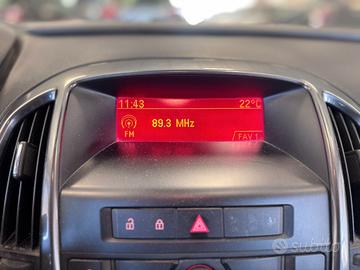 11:43 22°C
89.3 MHz
FM FAV 1
subito